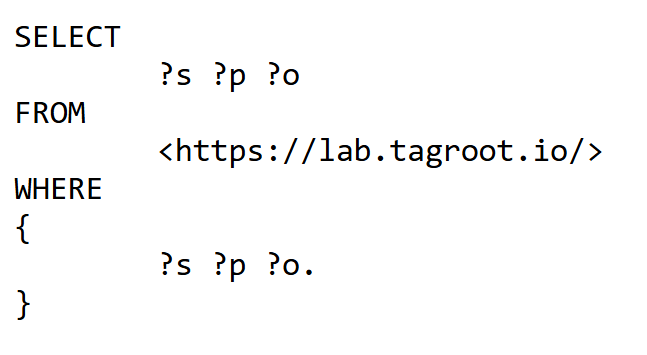 SELECT
?s ?p ?o
FROM
<https://lab.tagroot.io/>
WHERE
{
?s ?p ?o.
}